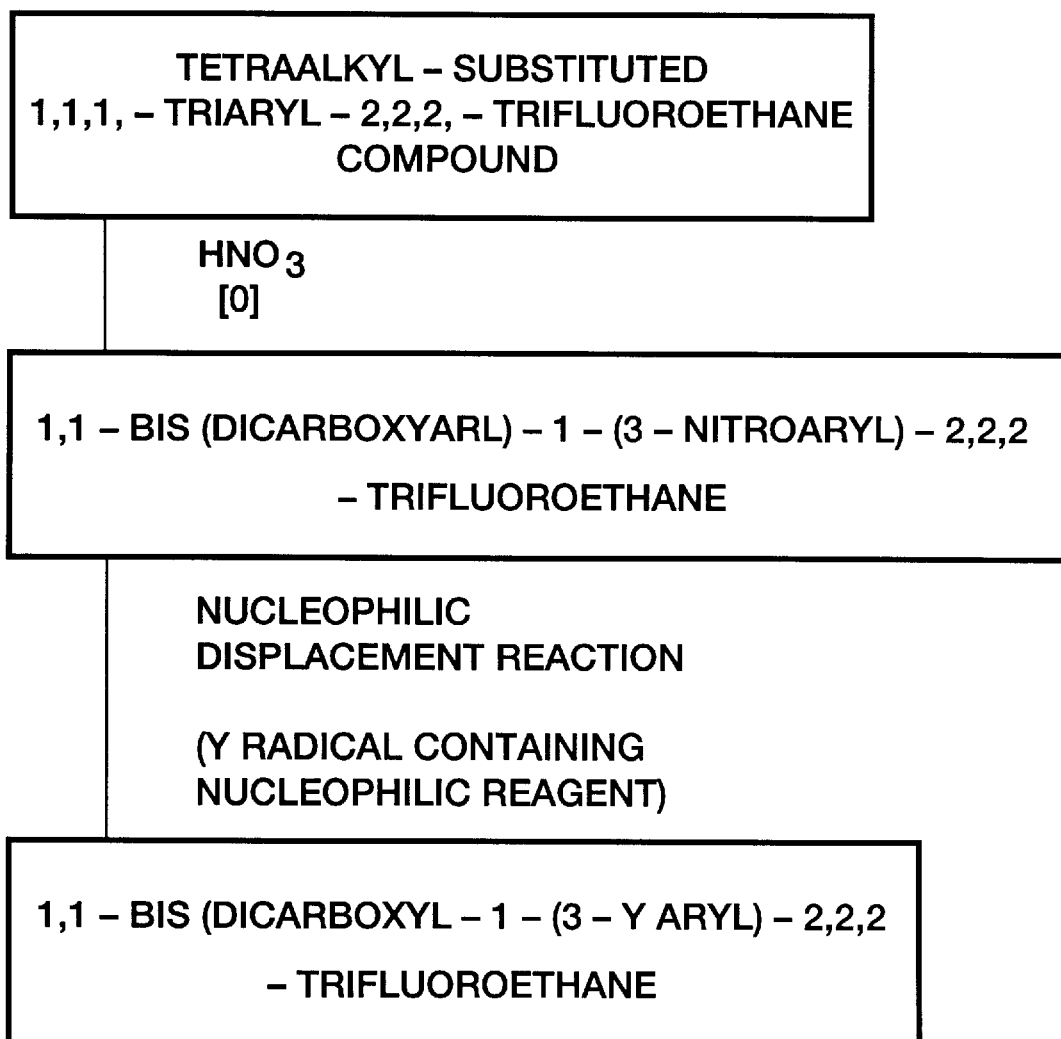 TETRAALKYL – SUBSTITUTED
1,1,1, – TRIARYL – 2,2,2, – TRIFLUOROETHANE
COMPOUND
HNO3
[0]
1,1 – BIS (DICARBOXYARL) – 1 – (3 – NITROARYL) – 2,2,2
– TRIFLUOROETHANE
NUCLEOPHILIC
DISPLACEMENT REACTION
(Y RADICAL CONTAINING
NUCLEOPHILIC REAGENT)
1,1 – BIS (DICARBOXYL – 1 – (3 – Y ARYL) – 2,2,2
– TRIFLUOROETHANE